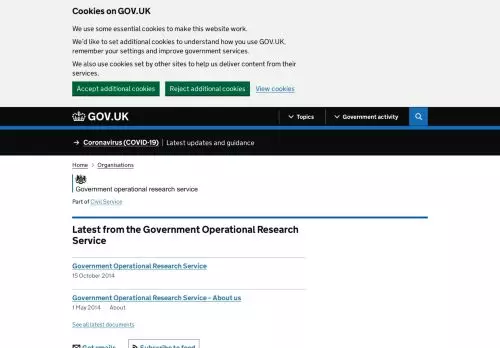 Cookies on GOV.UK
We use some essential cookies to make this website work.
We'd like to set additional cookies to understand how you use GOV.UK,
remember your settings and improve government services.
We also use cookies set by other sites to help us deliver content from their
services.
Accept additional cookies
Reject additional cookies
View cookies
GOV.UK
Topics
Government activity
→ Coronavirus (COVID-19) | Latest updates and guidance
Home > Organisations
Government operational research service
Part of Civil Service
Latest from the Government Operational Research
Service
Government Operational Research Service
15 October 2014
Government Operational Research Service – About us
1 May 2014 About
See all latest documents
Get emails
Subscribe to feed